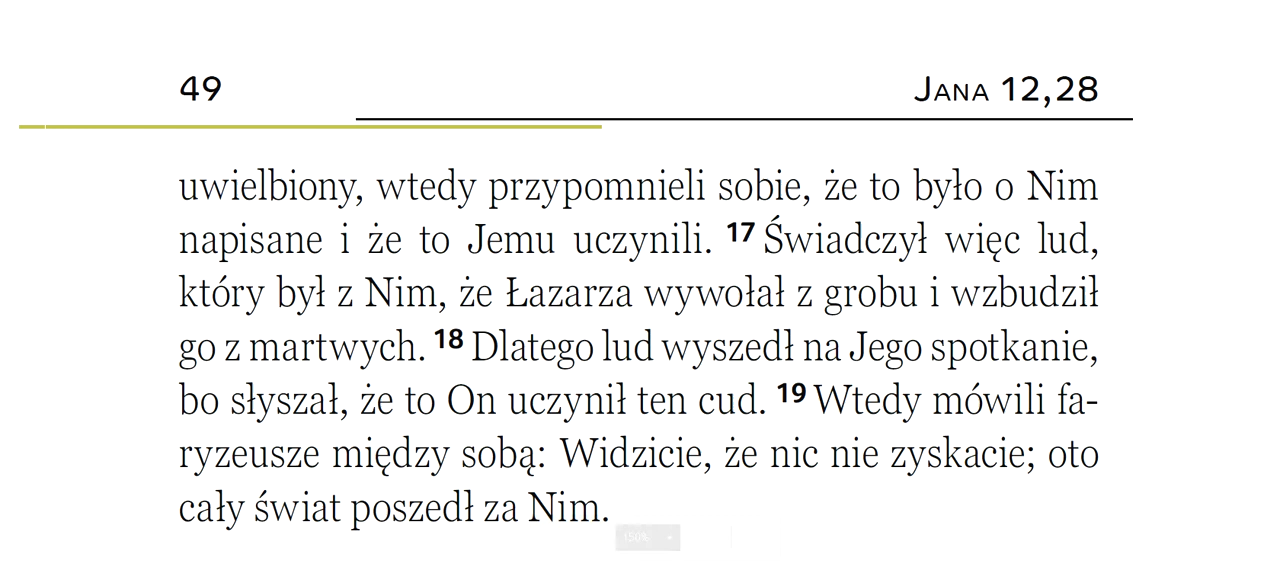 49 Jana 12,28
uwielbiony, wtedy przypomnieli sobie, że to było o Nim
napisane i że to Jemu uczynili. 17 Świadczył więc lud,
który był z Nim, że Łazarza wywołał z grobu i wzbudził
go z martwych. 18 Dlatego lud wyszedł na Jego spotkanie,
bo słyszał, że to On uczynił ten cud. 19 Wtedy mówili fa-
ryzeusze między sobą: Widzicie, że nic nie zyskacie; oto
cały świat poszedł za Nim.
150%